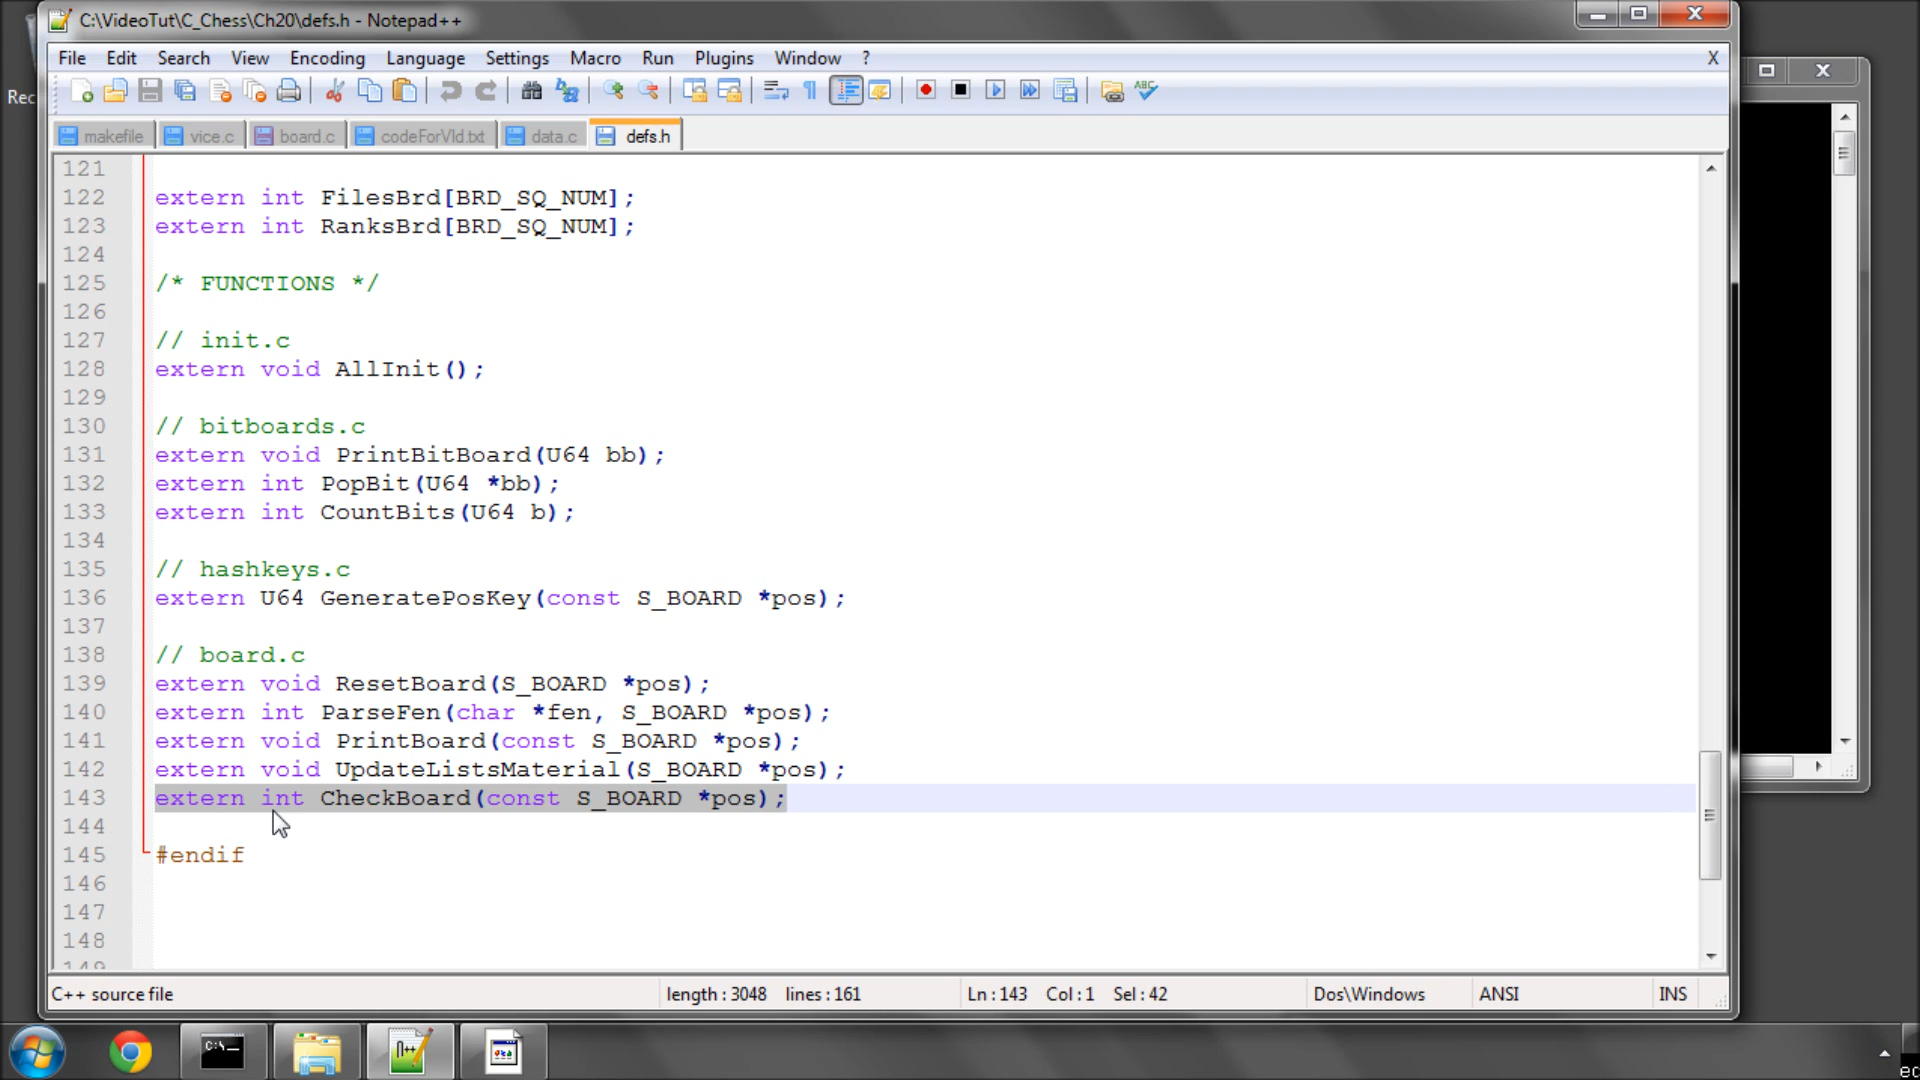 C:\VideoTut\C_Chess\Ch20\defs.h - Notepad++
File Edit Search View Encoding Language Settings Macro Run Plugins Window ? X
Rec
makefile vice.c board.c codeForVId.txt data.c defs.h
121
122 extern int FilesBrd[BRD_SQ_NUM];
123 extern int RanksBrd[BRD_SQ_NUM];
124
125 /* FUNCTIONS */
126
127 // init.c
128 extern void AllInit();
129
130 // bitboards.c
131 extern void PrintBitBoard(U64 bb);
132 extern int PopBit(U64 *bb);
133 extern int CountBits(U64 b);
134
135 // hashkeys.c
136 extern U64 GeneratePosKey(const S_BOARD *pos);
137
138 // board.c
139 extern void ResetBoard(S_BOARD *pos);
140 extern int ParseFen(char *fen, S_BOARD *pos);
141 extern void PrintBoard(const S_BOARD *pos);
142 extern void UpdateListsMaterial(S_BOARD *pos);
143 extern int CheckBoard(const S_BOARD *pos);
144
145 #endif
146
147
148
149
C++ source file length : 3048 lines : 161 Ln : 143 Col : 1 Sel : 42 Dos\Windows ANSI INS